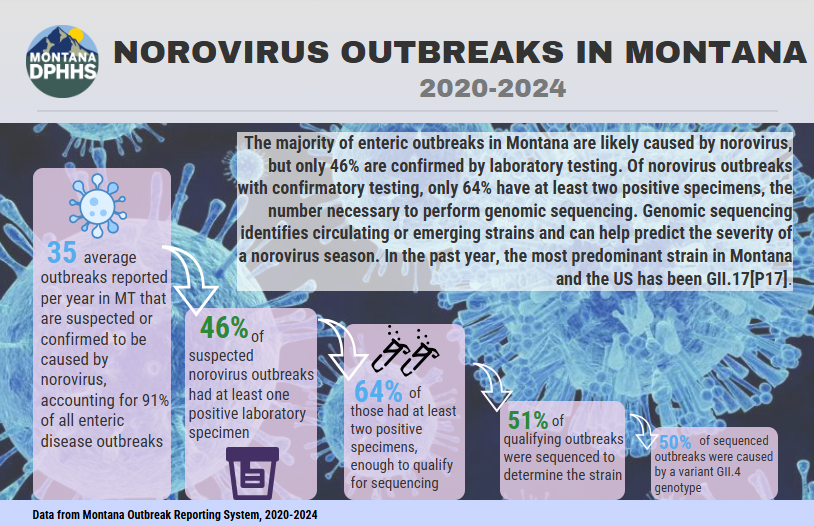 MONTANA
DPHHS
NOROVIRUS OUTBREAKS IN MONTANA
2020-2024
The majority of enteric outbreaks in Montana are likely caused by norovirus,
but only 46% are confirmed by laboratory testing. Of norovirus outbreaks
with confirmatory testing, only 64% have at least two positive specimens, the
number necessary to perform genomic sequencing. Genomic sequencing
identifies circulating or emerging strains and can help predict the severity of
a norovirus season. In the past year, the most predominant strain in Montana
and the US has been GII.17[P17].
35 average
outbreaks reported
per year in MT that
are suspected or
confirmed to be
caused by
norovirus,
accounting for 91%
of all enteric
disease outbreaks
46% of
suspected
norovirus outbreaks
had at least one
positive laboratory
specimen
64% of
those had at least
two positive
specimens,
enough to qualify
for sequencing
51% of
qualifying outbreaks
were sequenced to
determine the strain
50% of sequenced
outbreaks were caused
by a variant GII.4
genotype
Data from Montana Outbreak Reporting System, 2020-2024